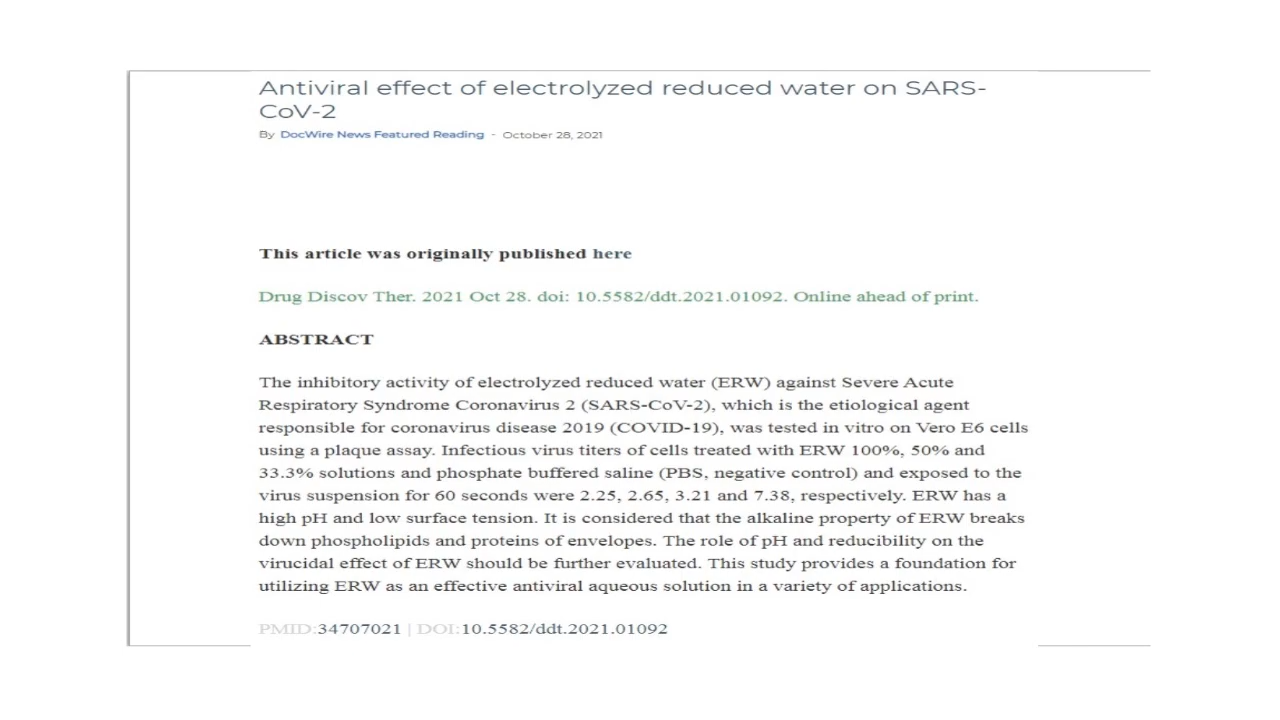 Antiviral effect of electrolyzed reduced water on SARS-
CoV-2
By DocWire News Featured Reading - October 28, 2021
This article was originally published here
Drug Discov Ther. 2021 Oct 28. doi: 10.5582/ddt.2021.01092. Online ahead of print.
ABSTRACT
The inhibitory activity of electrolyzed reduced water (ERW) against Severe Acute
Respiratory Syndrome Coronavirus 2 (SARS-CoV-2), which is the etiological agent
responsible for coronavirus disease 2019 (COVID-19), was tested in vitro on Vero E6 cells
using a plaque assay. Infectious virus titers of cells treated with ERW 100%, 50% and
33.3% solutions and phosphate buffered saline (PBS, negative control) and exposed to the
virus suspension for 60 seconds were 2.25, 2.65, 3.21 and 7.38, respectively. ERW has a
high pH and low surface tension. It is considered that the alkaline property of ERW breaks
down phospholipids and proteins of envelopes. The role of pH and reducibility on the
virucidal effect of ERW should be further evaluated. This study provides a foundation for
utilizing ERW as an effective antiviral aqueous solution in a variety of applications.
PMID:34707021 | DOI:10.5582/ddt.2021.01092